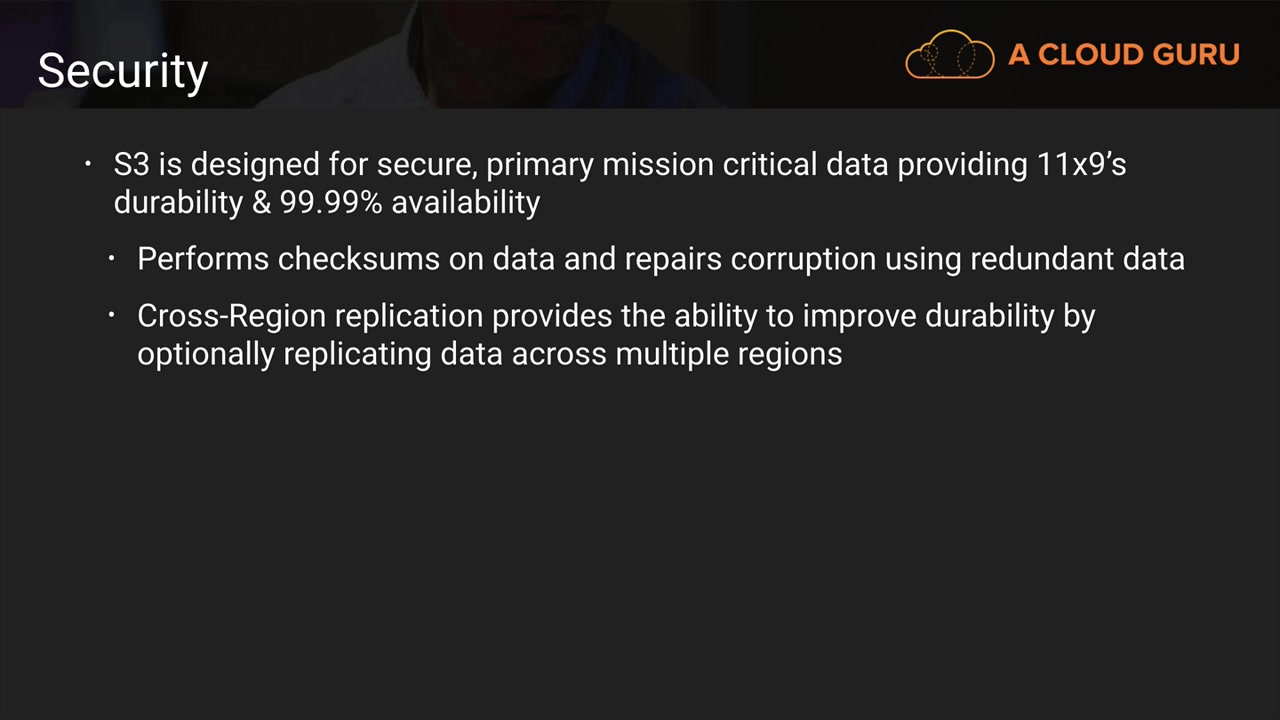 Security
A CLOUD GURU
• S3 is designed for secure, primary mission critical data providing 11x9’s
durability & 99.99% availability
• Performs checksums on data and repairs corruption using redundant data
• Cross-Region replication provides the ability to improve durability by
optionally replicating data across multiple regions